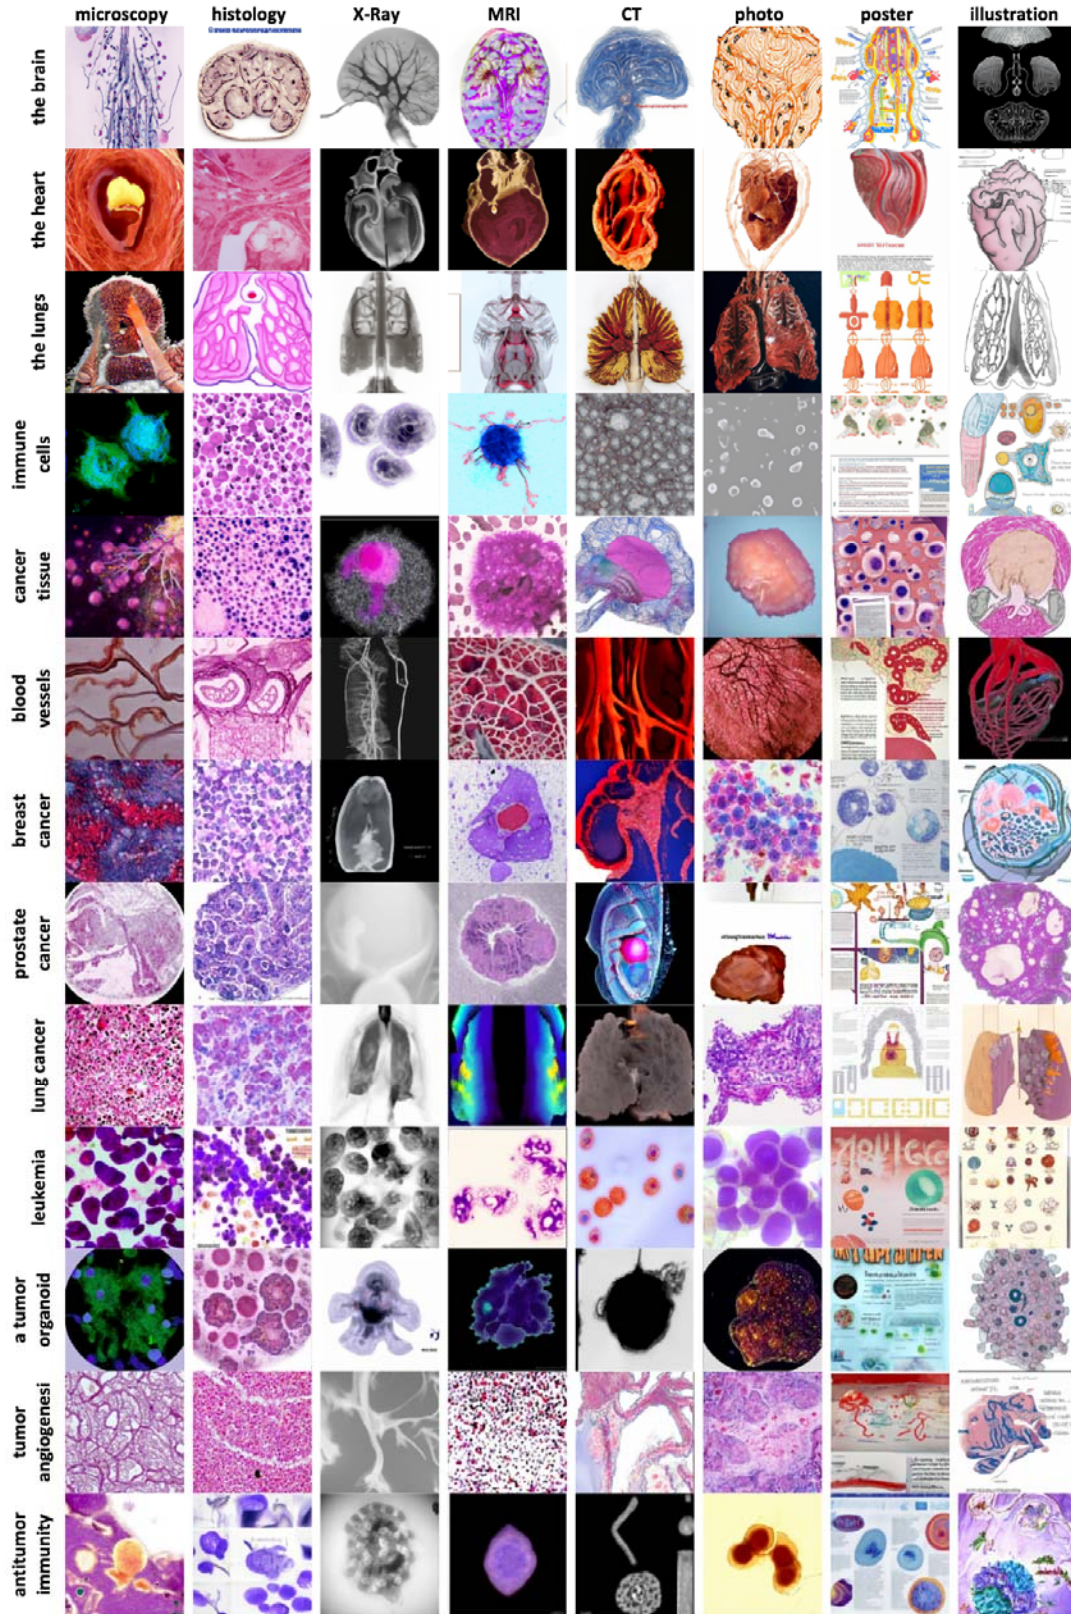 microscopy histology X-Ray MRI CT photo poster illustration
the brain
the heart
the lungs
immune
cells
cancer
tissue
blood
vessels
breast
cancer
prostate
cancer
lung cancer
leukemia
a tumor
organoid
tumor
angiogenesi
antitumor
immunity